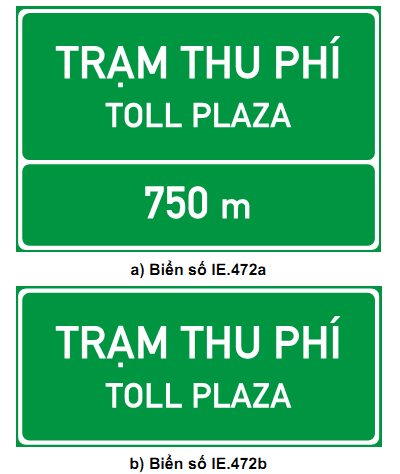 TRẠM THU PHÍ
TOLL PLAZA
750 m
a) Biển số IE.472a
TRẠM THU PHÍ
TOLL PLAZA
b) Biển số IE.472b